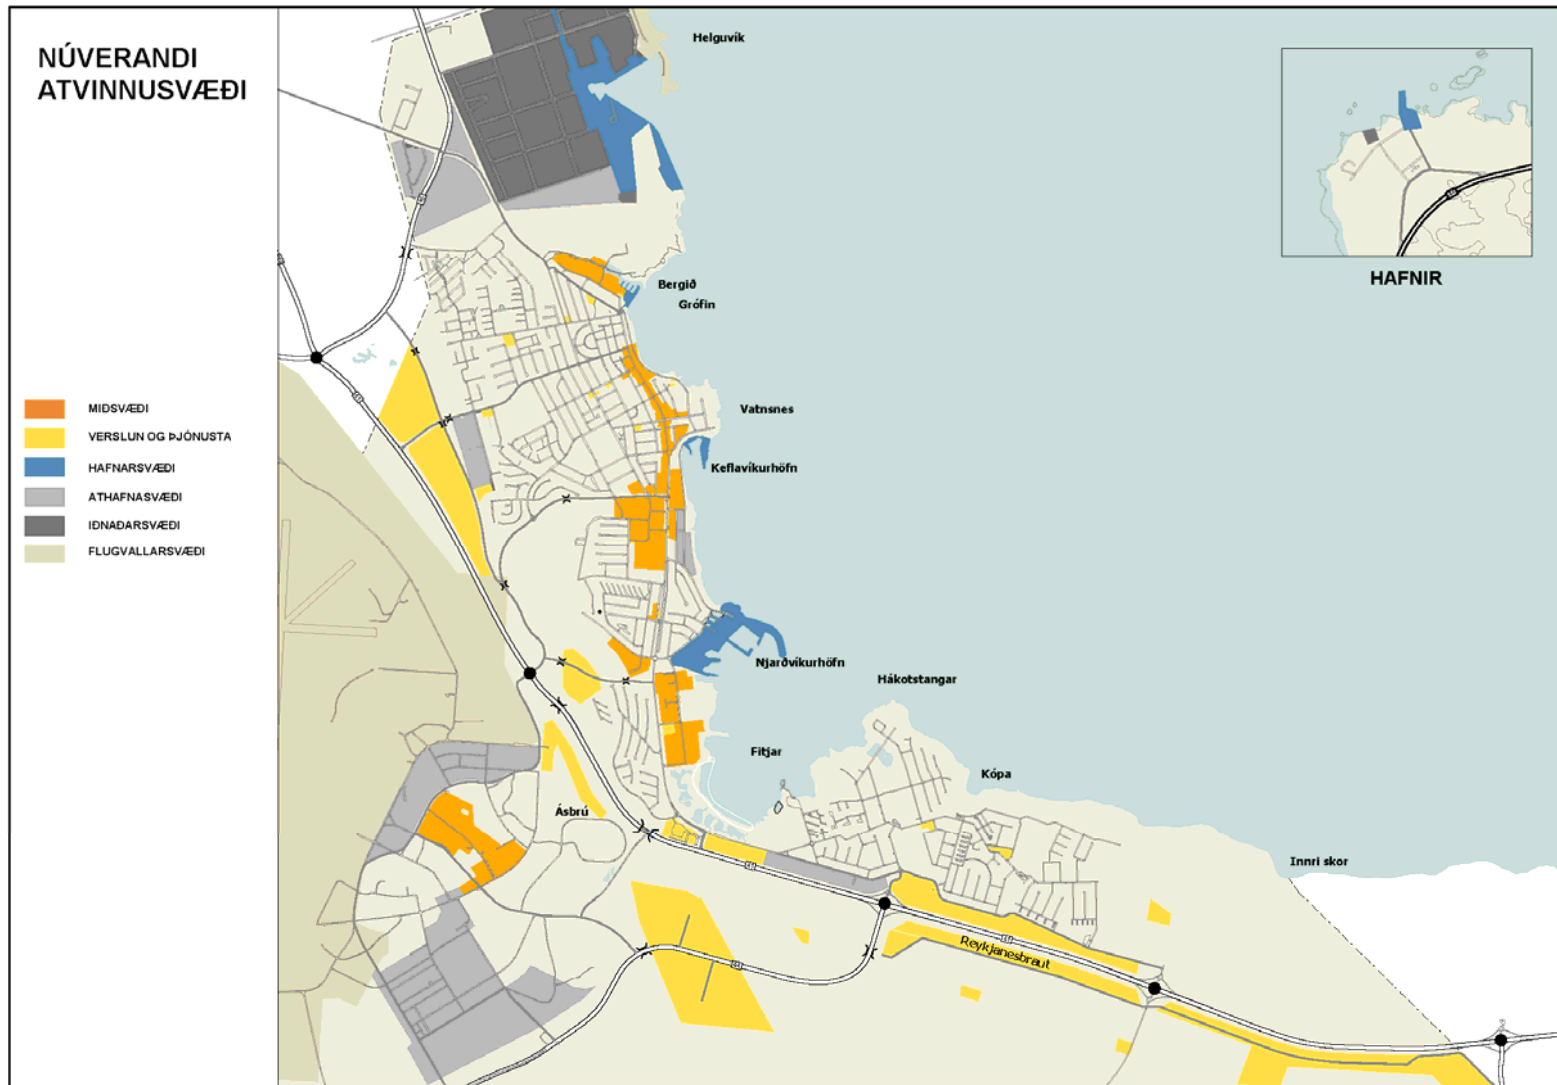 NÚVERANDI
ATVINNUSVÆÐI
MIÐSVÆÐI
VERSLUN OG ÞJÓNUSTA
HAFNARSVÆÐI
ATHAFNASVÆÐI
IÐNAÐARSVÆÐI
FLUGVALLARSVÆÐI
Helguvík
HAFNIR
Bergið
Grófin
Vatnsnes
Keflavíkurhöfn
Njarðvíkurhöfn
Hákotstangar
Fitjar
Kópa
Ásbrú
Innri skor
Reykjanesbraut